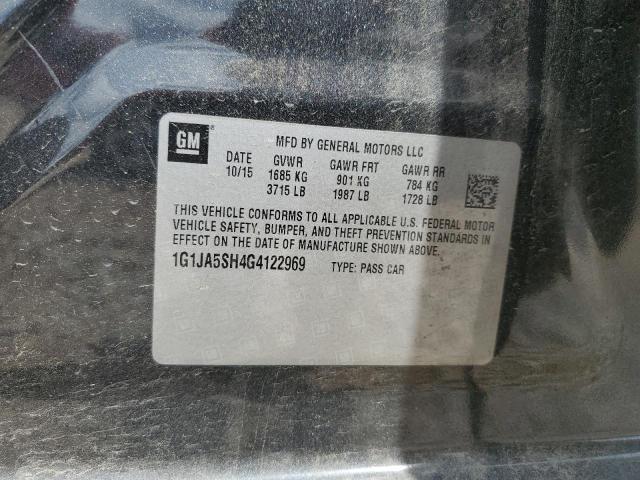 GM
MFD BY GENERAL MOTORS LLC
DATE GVWR GAWR FRT GAWR RR
10/15 1685 KG 901 KG 784 KG
3715 LB 1987 LB 1728 LB
THIS VEHICLE CONFORMS TO ALL APPLICABLE U.S. FEDERAL MOTOR
VEHICLE SAFETY, BUMPER, AND THEFT PREVENTION STANDARDS IN
EFFECT ON THE DATE OF MANUFACTURE SHOWN ABOVE.
1G1JA5SH4G4122969 TYPE: PASS CAR